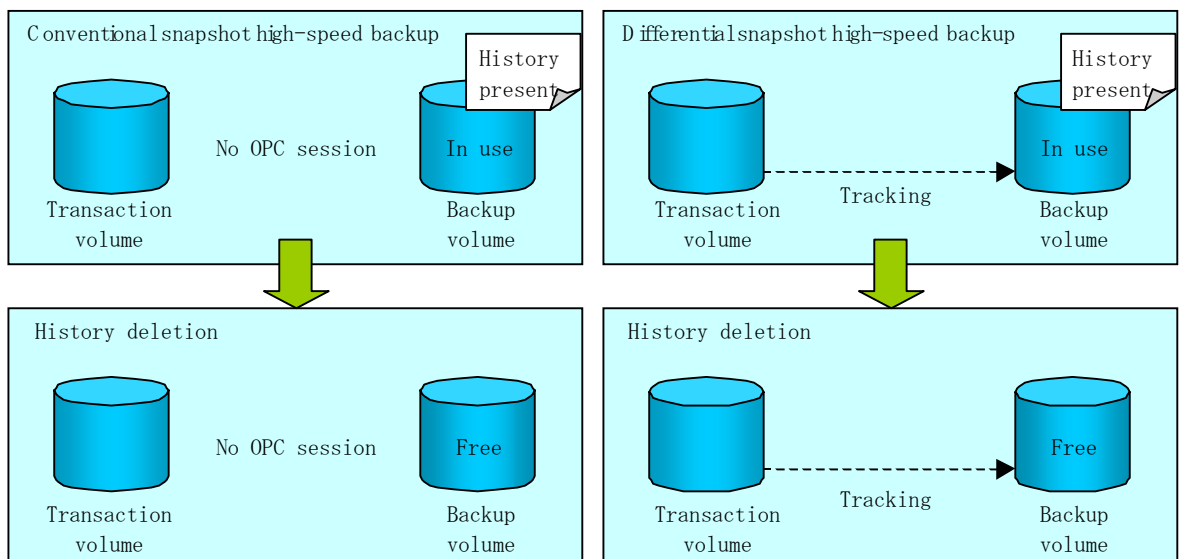 Conventional snapshot high-speed backup
History
present
No OPC session
In use
Transaction
volume
Backup
volume
Differential snapshot high-speed backup
History
present
In use
Tracking
Transaction
volume
Backup
volume
History deletion
No OPC session
Free
Transaction
volume
Backup
volume
History deletion
Free
Tracking
Transaction
volume
Backup
volume